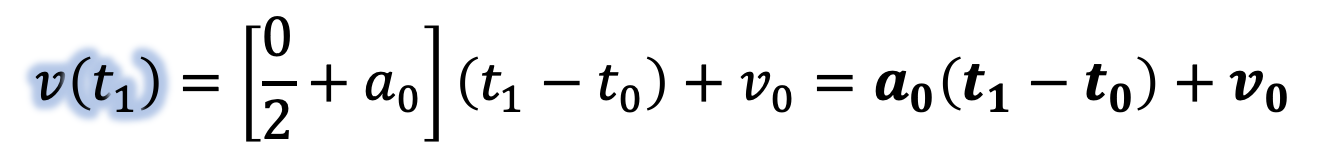 v(t₁) = [0/2 + a₀] (t₁ − t₀) + v₀ = a₀(t₁ − t₀) + v₀